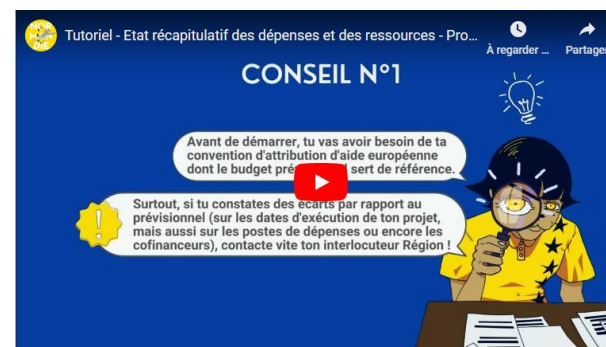 NOR
MAN
DIE
Tutoriel - Etat récapitulatif des dépenses et des ressources - Pro...
À regarder ...
Partager
CONSEIL N°1
Avant de démarrer, tu vas avoir besoin de ta
convention d'attribution d'aide européenne
dont le budget pré sert de référence.
Surtout, si tu constates des écarts par rapport au
prévisionnel (sur les dates d'exécution de ton projet,
mais aussi sur les postes de dépenses ou encore les
cofinanceurs), contacte vite ton interlocuteur Région !